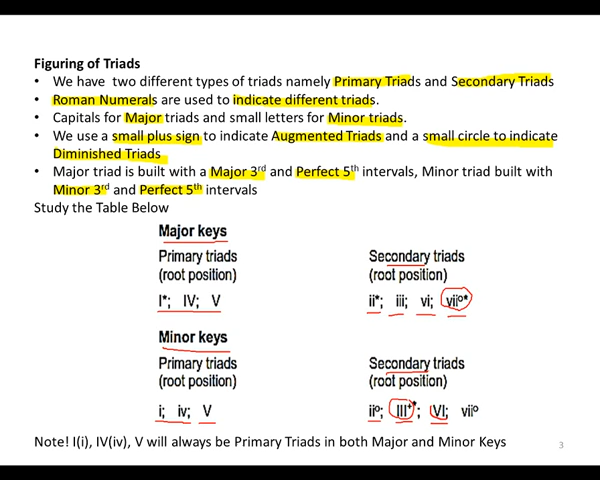 Figuring of Triads
• We have two different types of triads namely Primary Triads and Secondary Triads
• Roman Numerals are used to indicate different triads.
• Capitals for Major triads and small letters for Minor triads.
• We use a small plus sign to indicate Augmented Triads and a small circle to indicate
Diminished Triads
• Major triad is built with a Major 3rd and Perfect 5th intervals, Minor triad built with
Minor 3rd and Perfect 5th intervals
Study the Table Below
Major keys
Primary triads Secondary triads
(root position) (root position)
I*; IV; V ii*; iii; vi; viio*
Minor keys
Primary triads Secondary triads
(root position) (root position)
i; iv; V iio; III+*; VI; viio
Note! I(i), IV(iv), V will always be Primary Triads in both Major and Minor Keys
3